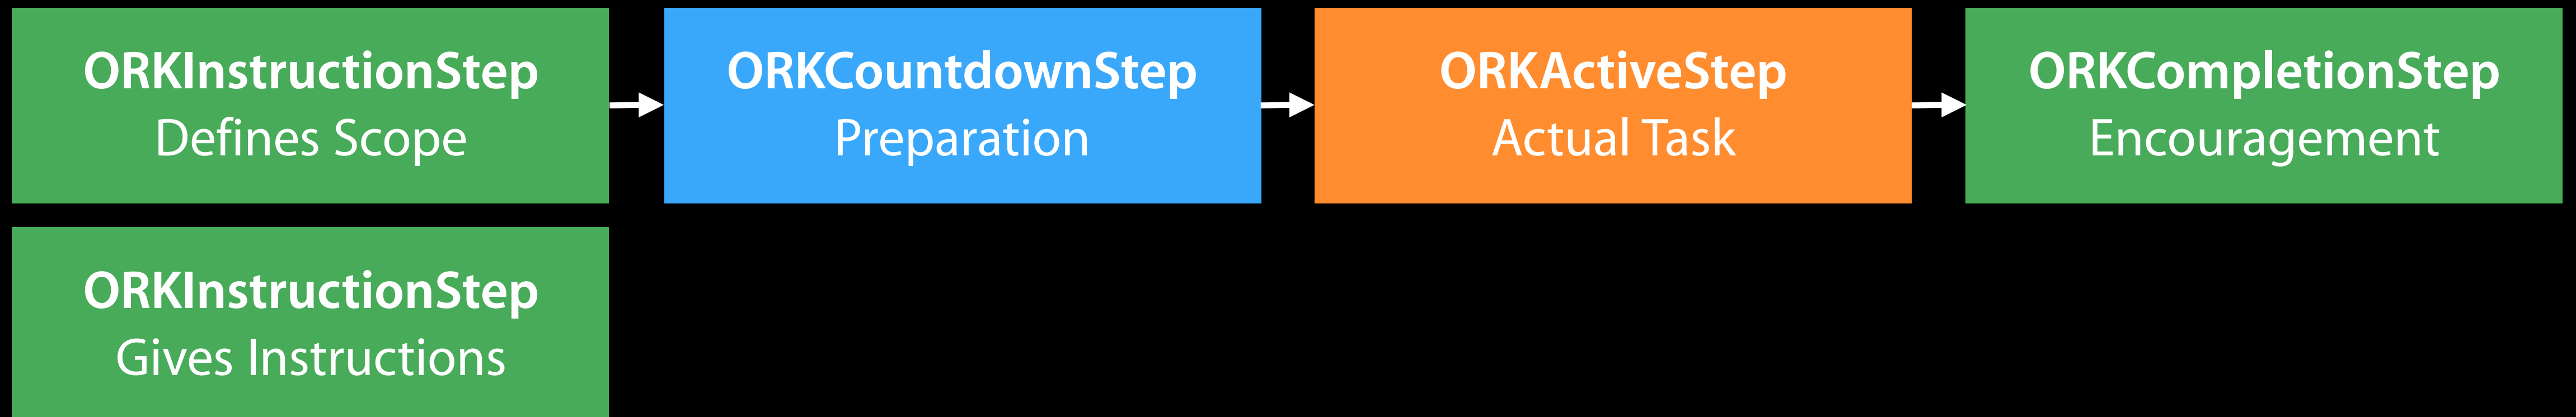 ORKInstructionStep
Defines Scope
ORKCountdownStep
Preparation
ORKActiveStep
Actual Task
ORKCompletionStep
Encouragement
ORKInstructionStep
Gives Instructions